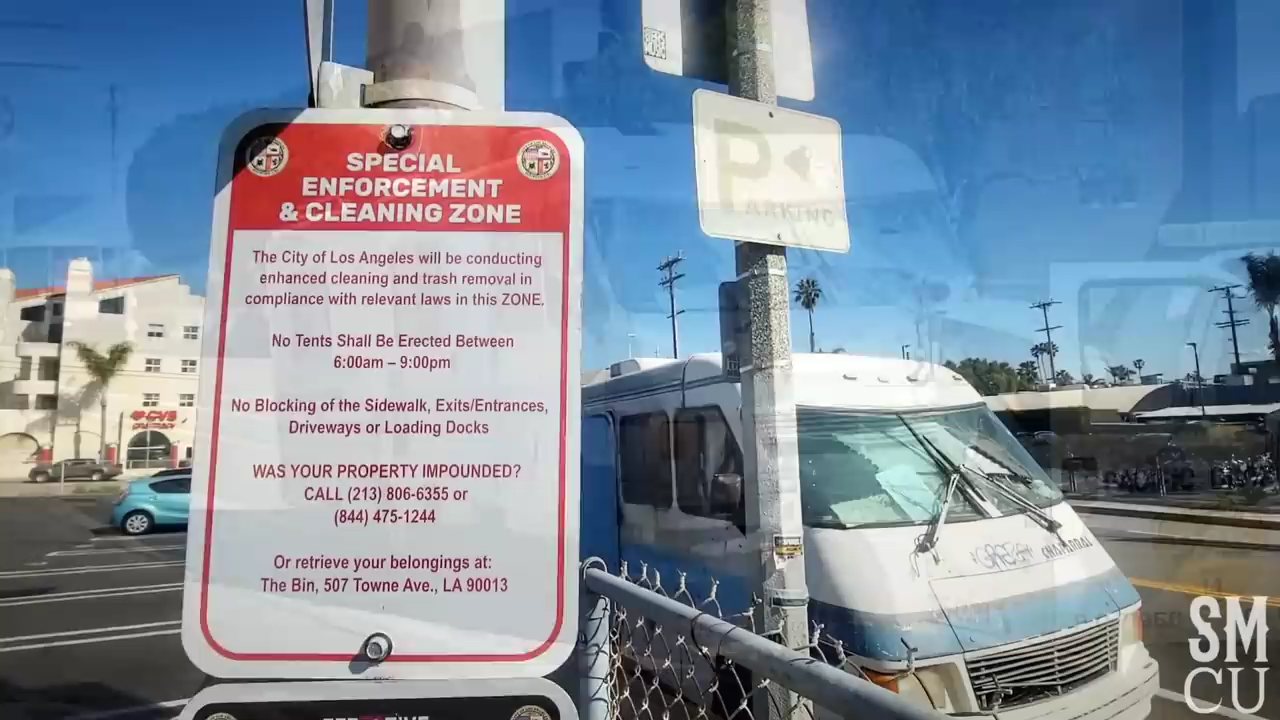 SPECIAL
ENFORCEMENT
& CLEANING ZONE
The City of Los Angeles will be conducting
enhanced cleaning and trash removal in
compliance with relevant laws in this ZONE.
No Tents Shall Be Erected Between
6:00am – 9:00pm
No Blocking of the Sidewalk, Exits/Entrances,
Driveways or Loading Docks
WAS YOUR PROPERTY IMPOUNDED?
CALL (213) 806-6355 or
(844) 475-1244
Or retrieve your belongings at:
The Bin, 507 Towne Ave., LA 90013
P
PARKING
CVS
SM
CU